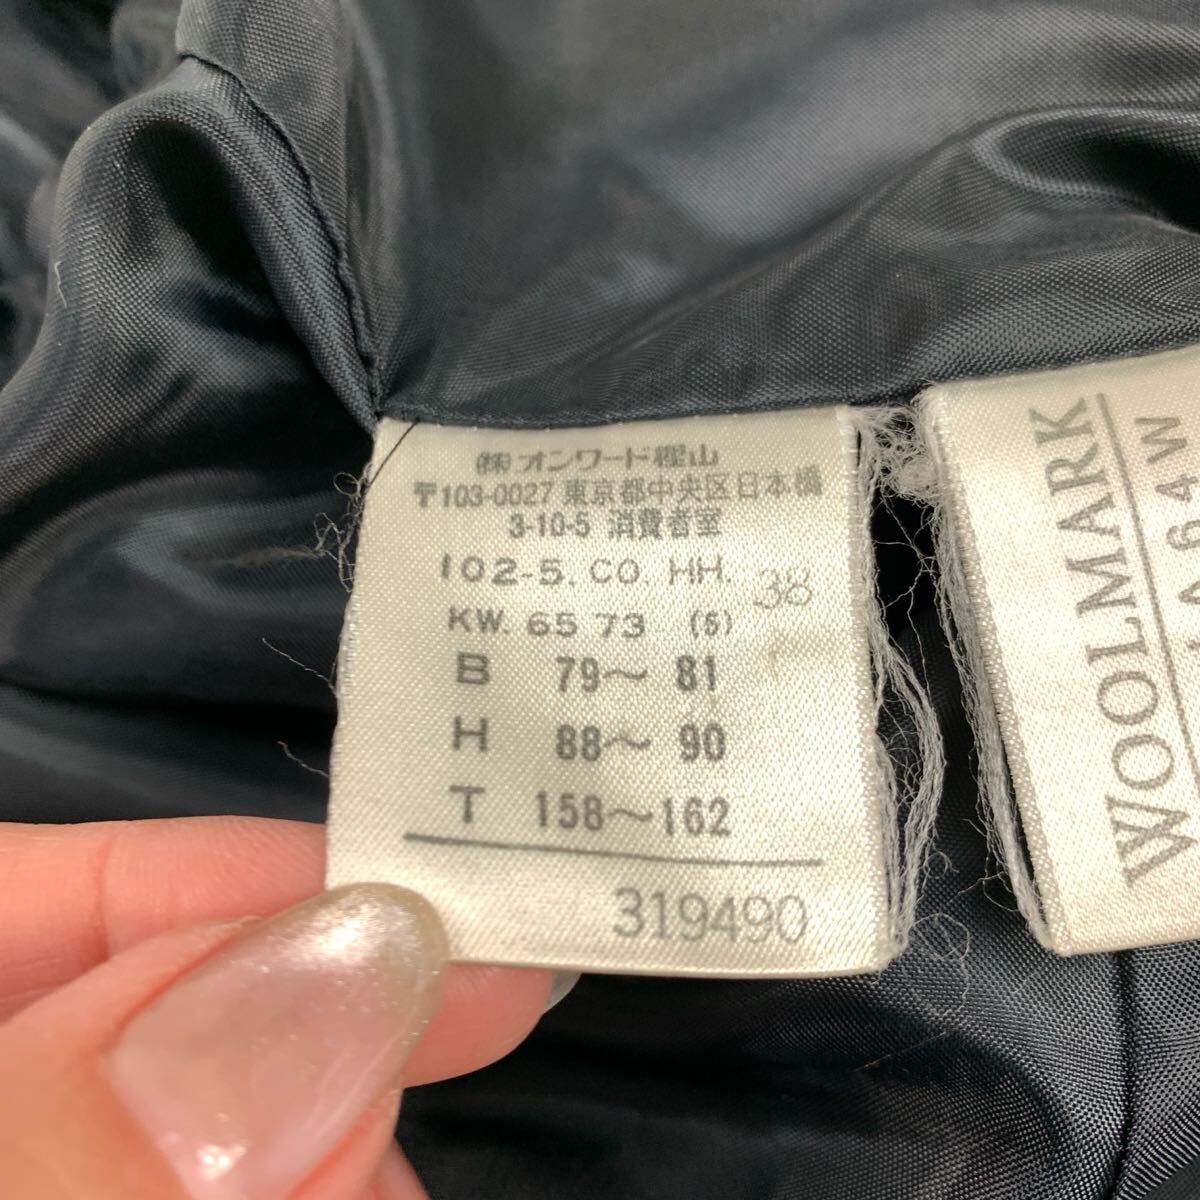 ㈱オンワード樫山
〒103-0027 東京都中央区日本橋
3-10-5 消費者室
102-5. CO. HH.
38
KW. 65 73 (5)
B 79～ 81
H 88～ 90
T 158～162
319490
WOOLMARK
A64W